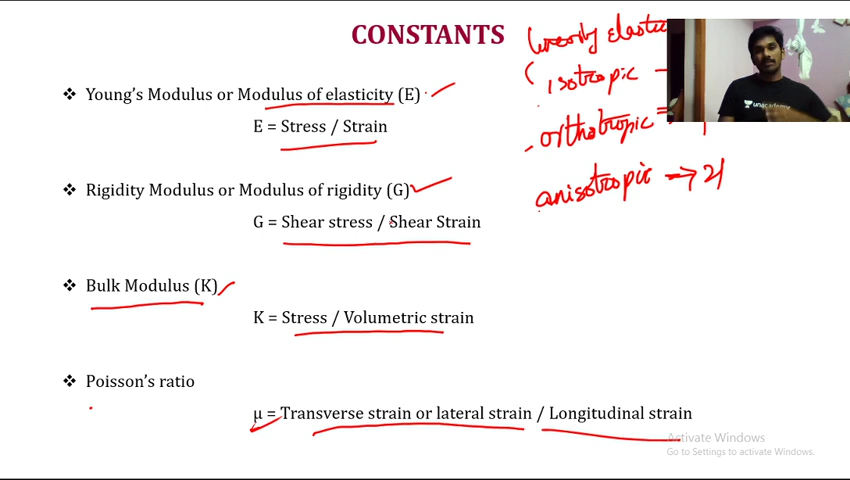 CONSTANTS
❖ Young's Modulus or Modulus of elasticity (E)
E = Stress / Strain
❖ Rigidity Modulus or Modulus of rigidity (G)
G = Shear stress / Shear Strain
❖ Bulk Modulus (K)
K = Stress / Volumetric strain
❖ Poisson's ratio
μ = Transverse strain or lateral strain / Longitudinal strain
isotropic –
orthotropic =
anisotropic → 21
Activate Windows
Go to Settings to activate Windows.